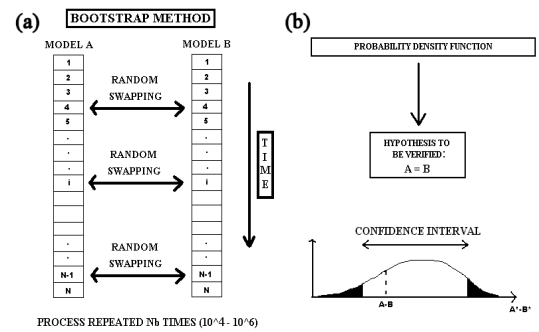 (a)
BOOTSTRAP METHOD
MODEL A
MODEL B
1
2
3
4
5
.
.
.
i
.
.
N-1
N
1
2
3
4
5
.
.
.
i
.
.
N-1
N
RANDOM
SWAPPING
RANDOM
SWAPPING
RANDOM
SWAPPING
TIME
PROCESS REPEATED Nb TIMES (10^4 - 10^6)
(b)
PROBABILITY DENSITY FUNCTION
HYPOTHESIS TO
BE VERIFIED:
A = B
CONFIDENCE INTERVAL
A-B
A*-B*